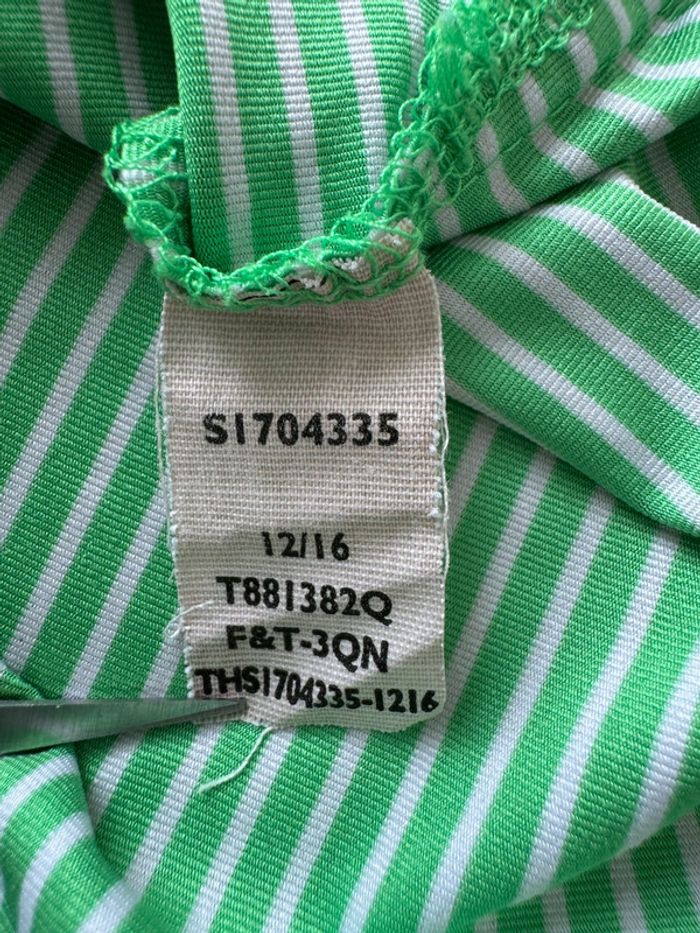 S1704335
12/16
T881382Q
F&T-3QN
THS1704335-1216